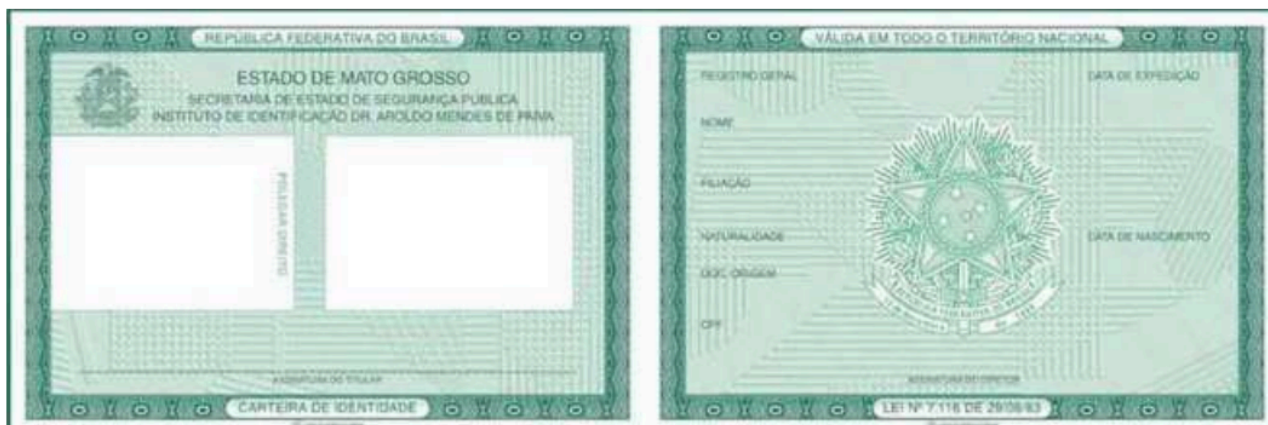 REPÚBLICA FEDERATIVA DO BRASIL
ESTADO DE MATO GROSSO
SECRETARIA DE ESTADO DE SEGURANÇA PÚBLICA
INSTITUTO DE IDENTIFICAÇÃO DR. AROLDO MENDES DE PAIVA
POLEGAR DIREITO
ASSINATURA DO TITULAR
CARTEIRA DE IDENTIDADE
VÁLIDA EM TODO O TERRITÓRIO NACIONAL
REGISTRO GERAL DATA DE EXPEDIÇÃO
NOME
FILIAÇÃO
NATURALIDADE DATA DE NASCIMENTO
DOC. ORIGEM
CPF
ASSINATURA DO DIRETOR
LEI Nº 7.116 DE 29/08/83